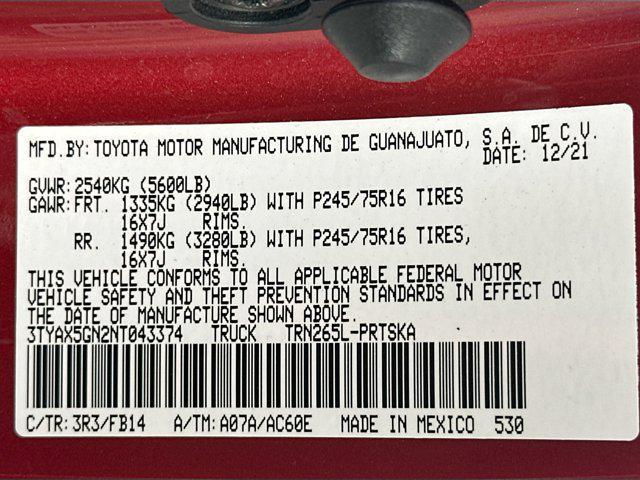 MFD.BY:TOYOTA MOTOR MANUFACTURING DE GUANAJUATO, S.A. DE C.V.
DATE: 12/21
GVWR:2540KG (5600LB)
GAWR:FRT. 1335KG (2940LB) WITH P245/75R16 TIRES
16X7J RIMS.
RR. 1490KG (3280LB) WITH P245/75R16 TIRES,
16X7J RIMS.
THIS VEHICLE CONFORMS TO ALL APPLICABLE FEDERAL MOTOR
VEHICLE SAFETY AND THEFT PREVENTION STANDARDS IN EFFECT ON
THE DATE OF MANUFACTURE SHOWN ABOVE.
3TYAX5GN2NT043374 TRUCK TRN265L-PRTSKA
C/TR:3R3/FB14 A/TM:A07A/AC60E MADE IN MEXICO 530